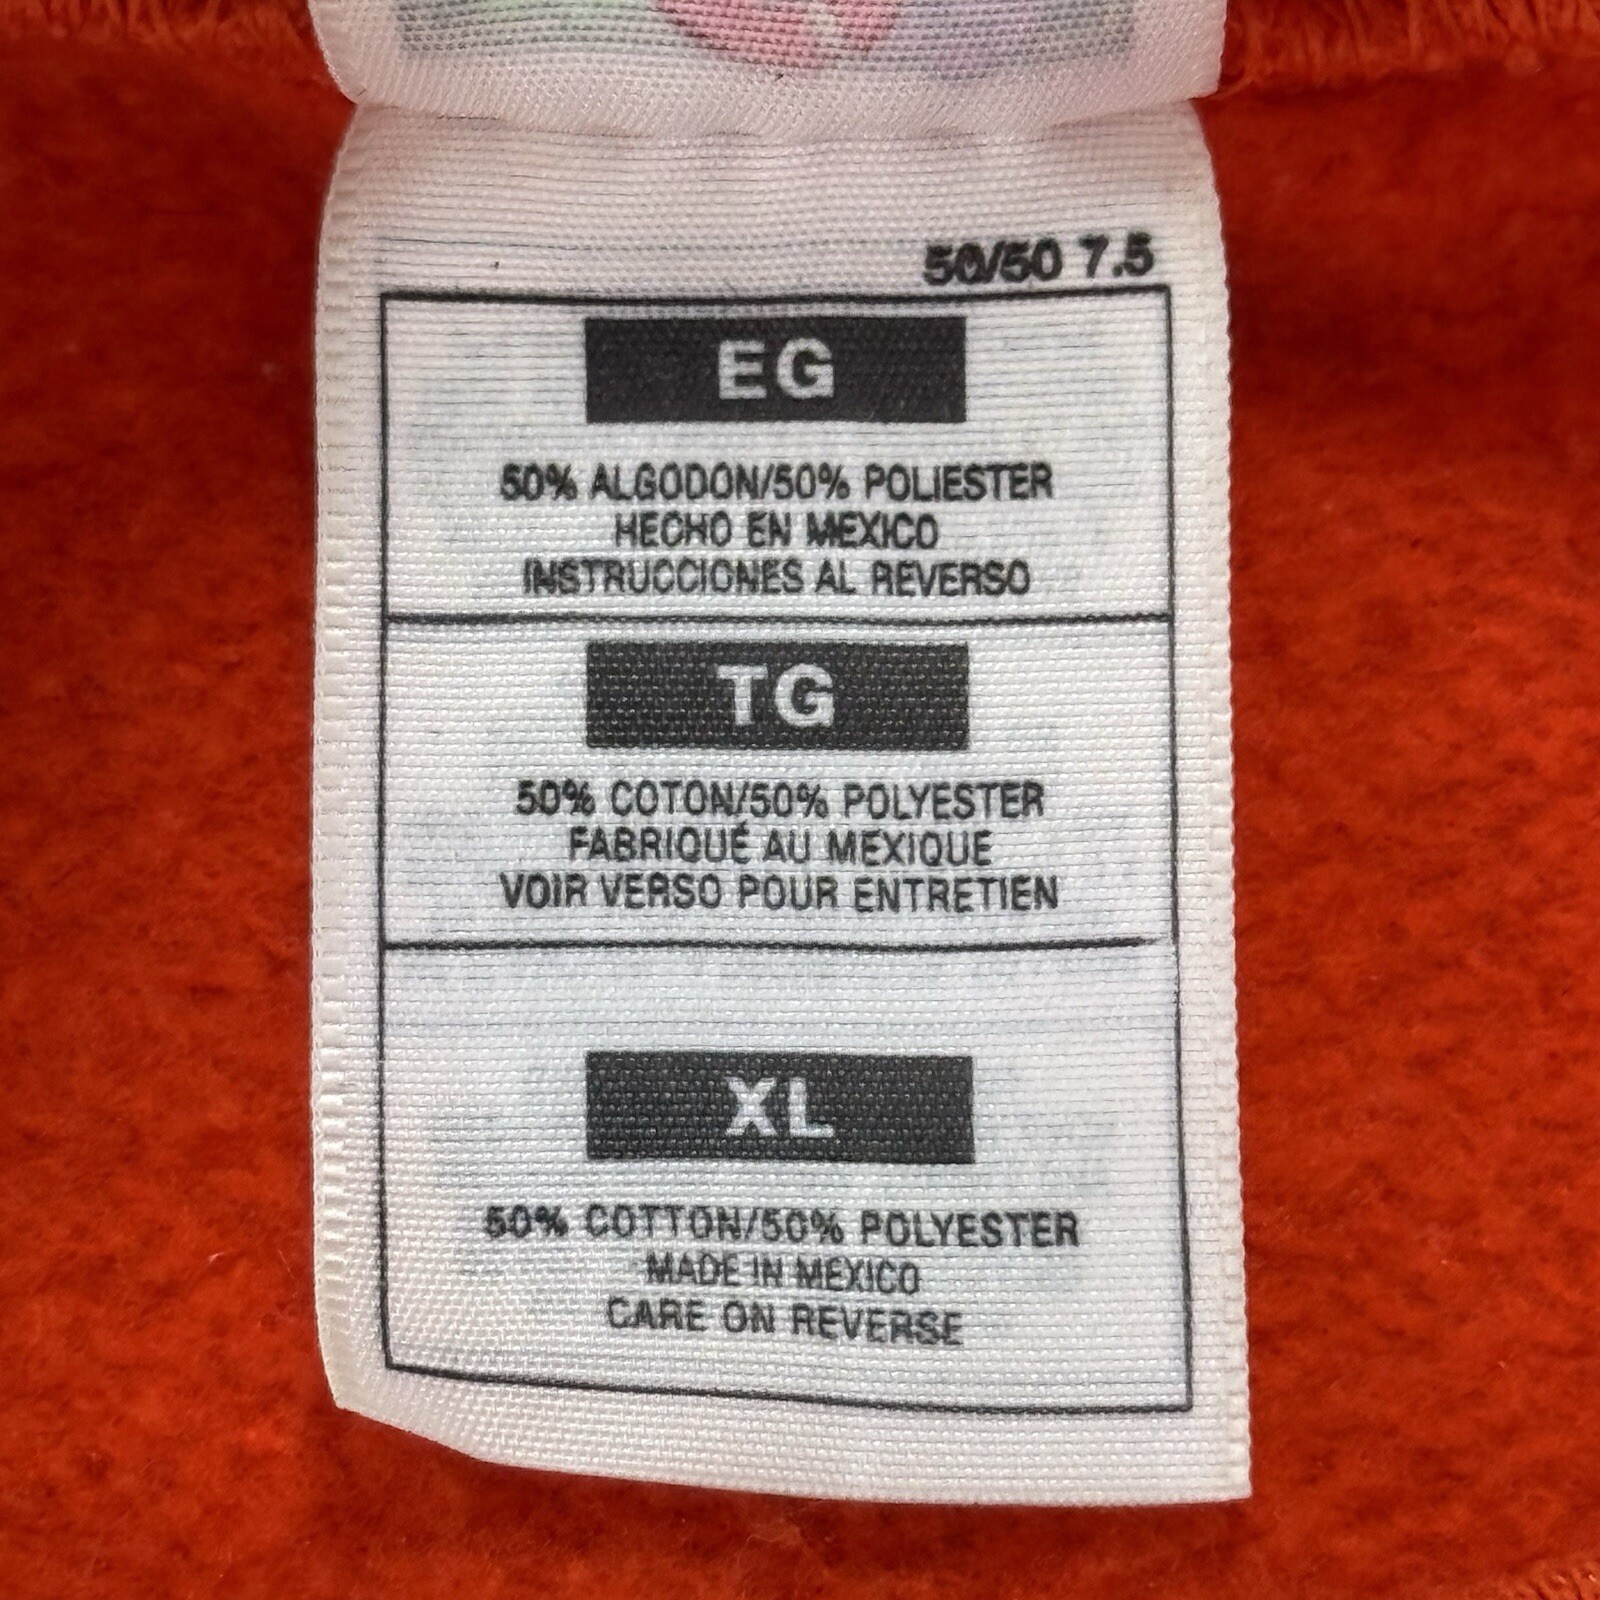 50/50 7.5
EG
50% ALGODON/50% POLIESTER
HECHO EN MEXICO
INSTRUCCIONES AL REVERSO
TG
50% COTON/50% POLYESTER
FABRIQUÉ AU MEXIQUE
VOIR VERSO POUR ENTRETIEN
XL
50% COTTON/50% POLYESTER
MADE IN MEXICO
CARE ON REVERSE